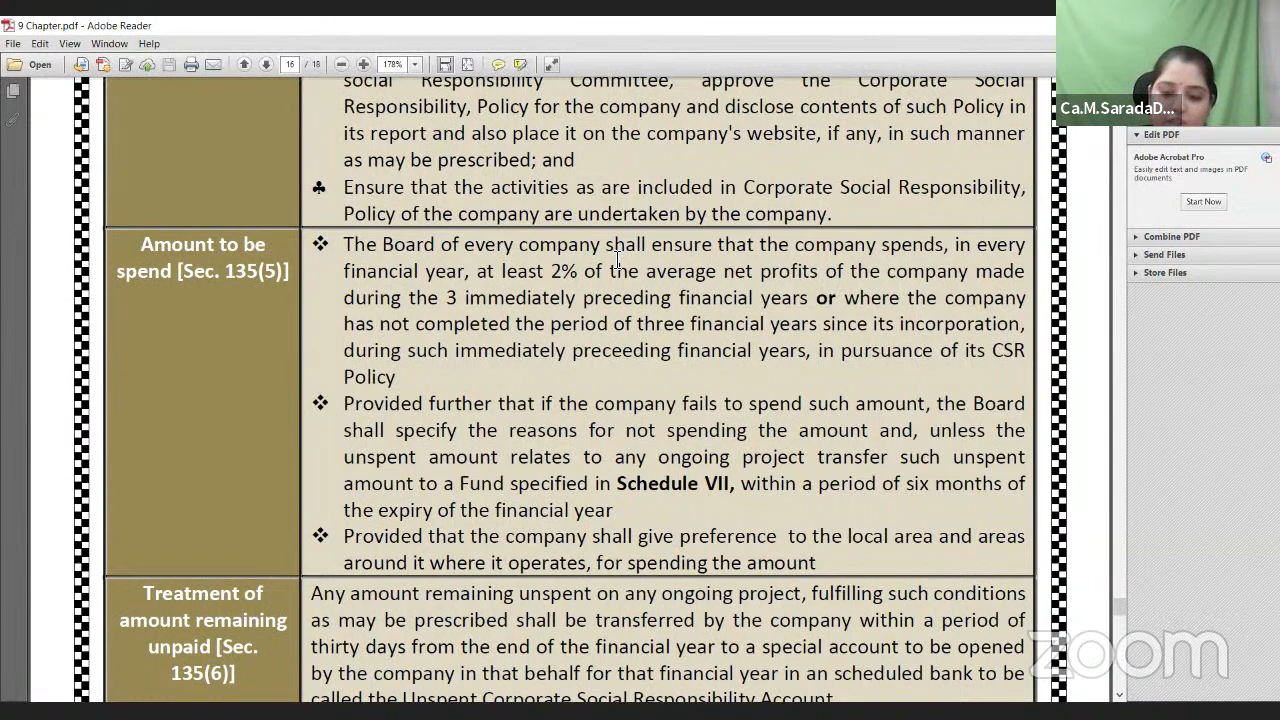 9 Chapter.pdf - Adobe Reader
File Edit View Window Help
Open 16 / 18 178%
Ca.M.SaradaD...
social Responsibility Committee, approve the Corporate Social
Responsibility, Policy for the company and disclose contents of such Policy in
its report and also place it on the company's website, if any, in such manner
as may be prescribed; and
♣ Ensure that the activities as are included in Corporate Social Responsibility,
Policy of the company are undertaken by the company.
Amount to be
spend [Sec. 135(5)]
❖ The Board of every company shall ensure that the company spends, in every
financial year, at least 2% of the average net profits of the company made
during the 3 immediately preceding financial years or where the company
has not completed the period of three financial years since its incorporation,
during such immediately preceeding financial years, in pursuance of its CSR
Policy
❖ Provided further that if the company fails to spend such amount, the Board
shall specify the reasons for not spending the amount and, unless the
unspent amount relates to any ongoing project transfer such unspent
amount to a Fund specified in Schedule VII, within a period of six months of
the expiry of the financial year
❖ Provided that the company shall give preference to the local area and areas
around it where it operates, for spending the amount
Treatment of
amount remaining
unpaid [Sec.
135(6)]
Any amount remaining unspent on any ongoing project, fulfilling such conditions
as may be prescribed shall be transferred by the company within a period of
thirty days from the end of the financial year to a special account to be opened
by the company in that behalf for that financial year in an scheduled bank to be
called the Unspent Corporate Social Responsibility Account
Edit PDF
Adobe Acrobat Pro
Easily edit text and images in PDF
documents
Start Now
Combine PDF
Send Files
Store Files
zoom